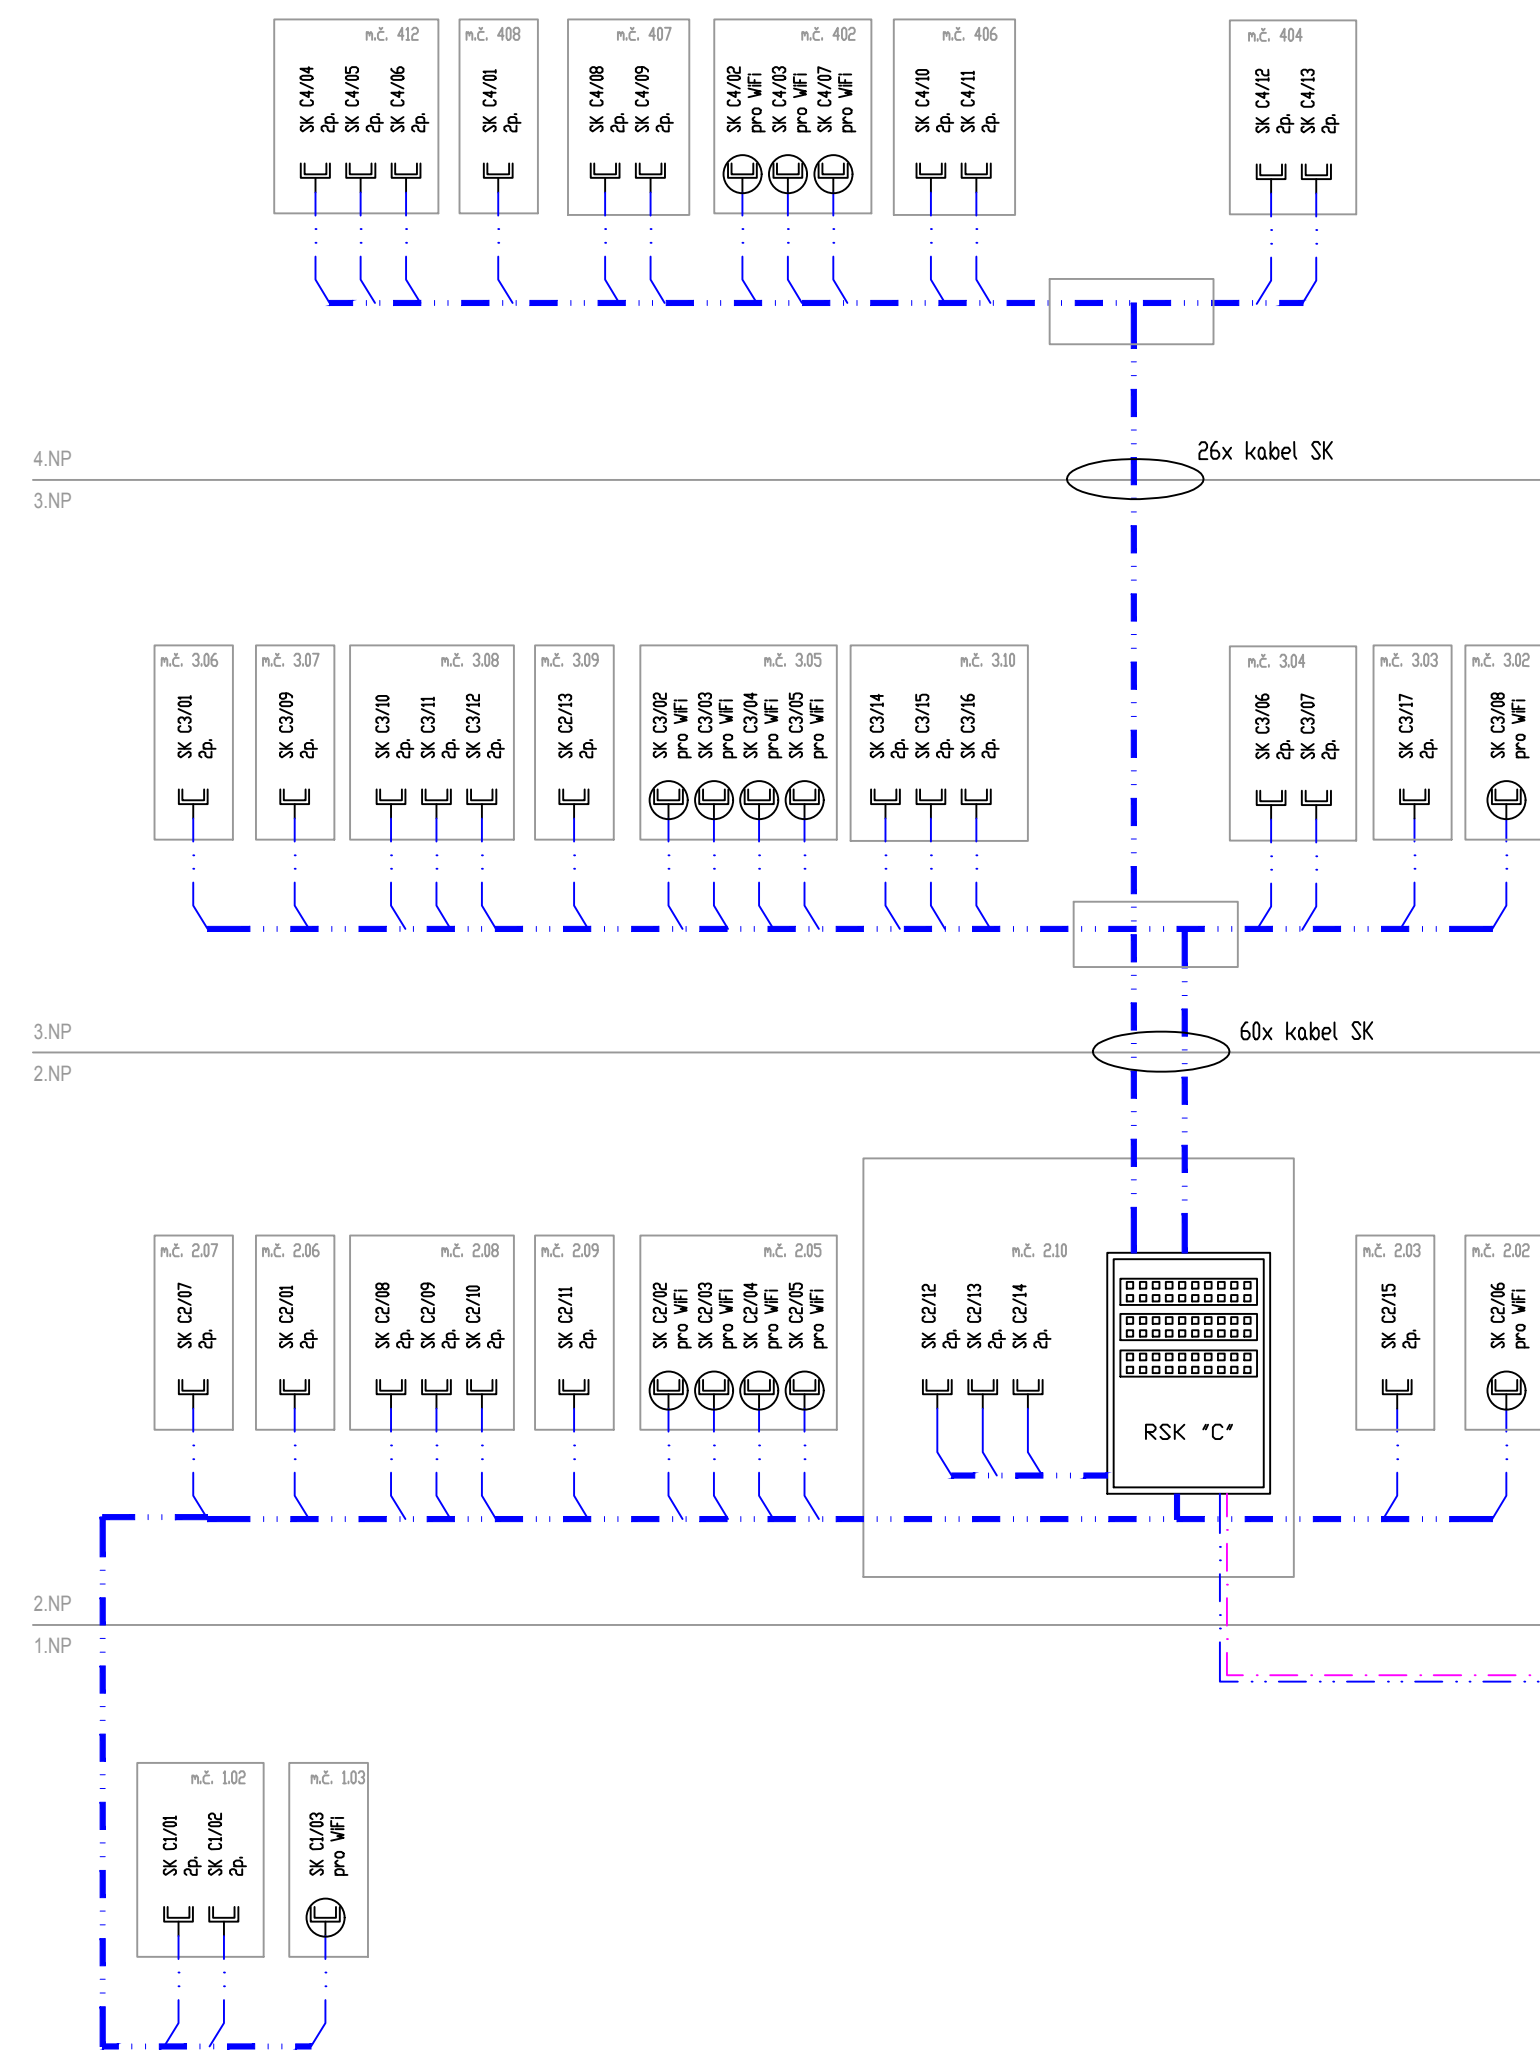 m.č. 412
SK C4/04
2p.
SK C4/05
2p.
SK C4/06
2p.
m.č. 408
SK C4/01
2p.
m.č. 407
SK C4/08
2p.
SK C4/09
2p.
m.č. 402
SK C4/02
pro WiFi
SK C4/03
pro WiFi
SK C4/07
pro WiFi
m.č. 406
SK C4/10
2p.
SK C4/11
2p.
m.č. 404
SK C4/12
2p.
SK C4/13
2p.
26x kabel SK
4.NP
3.NP
m.č. 3.06
SK C3/01
2p.
m.č. 3.07
SK C3/09
2p.
m.č. 3.08
SK C3/10
2p.
SK C3/11
2p.
SK C3/12
2p.
m.č. 3.09
SK C2/13
2p.
m.č. 3.05
SK C3/02
pro WiFi
SK C3/03
pro WiFi
SK C3/04
pro WiFi
SK C3/05
pro WiFi
m.č. 3.10
SK C3/14
2p.
SK C3/15
2p.
SK C3/16
2p.
m.č. 3.04
SK C3/06
2p.
SK C3/07
2p.
m.č. 3.03
SK C3/17
2p.
m.č. 3.02
SK C3/08
pro WiFi
60x kabel SK
3.NP
2.NP
m.č. 2.07
SK C2/07
2p.
m.č. 2.06
SK C2/01
2p.
m.č. 2.08
SK C2/08
2p.
SK C2/09
2p.
SK C2/10
2p.
m.č. 2.09
SK C2/11
2p.
m.č. 2.05
SK C2/02
pro WiFi
SK C2/03
pro WiFi
SK C2/04
pro WiFi
SK C2/05
pro WiFi
m.č. 2.10
SK C2/12
2p.
SK C2/13
2p.
SK C2/14
2p.
RSK "C"
m.č. 2.03
SK C2/15
2p.
m.č. 2.02
SK C2/06
pro WiFi
2.NP
1.NP
m.č. 1.02
SK C1/01
2p.
SK C1/02
2p.
m.č. 1.03
SK C1/03
pro WiFi